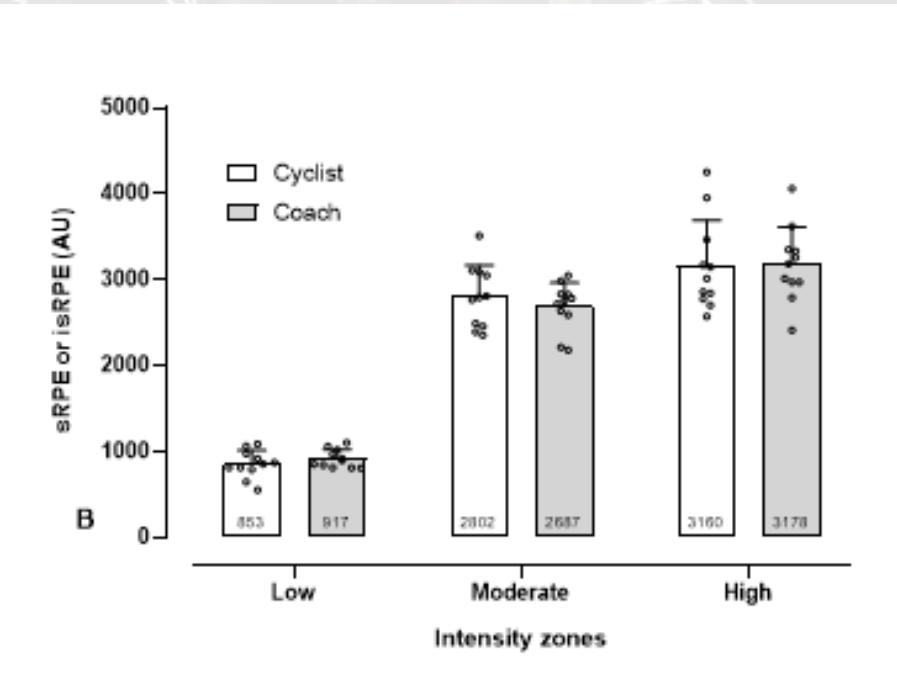 5000
4000
3000
2000
1000
0
sRPE or isRPE (AU)
Cyclist
Coach
B
853 917 2802 2687 3160 3178
Low Moderate High
Intensity zones